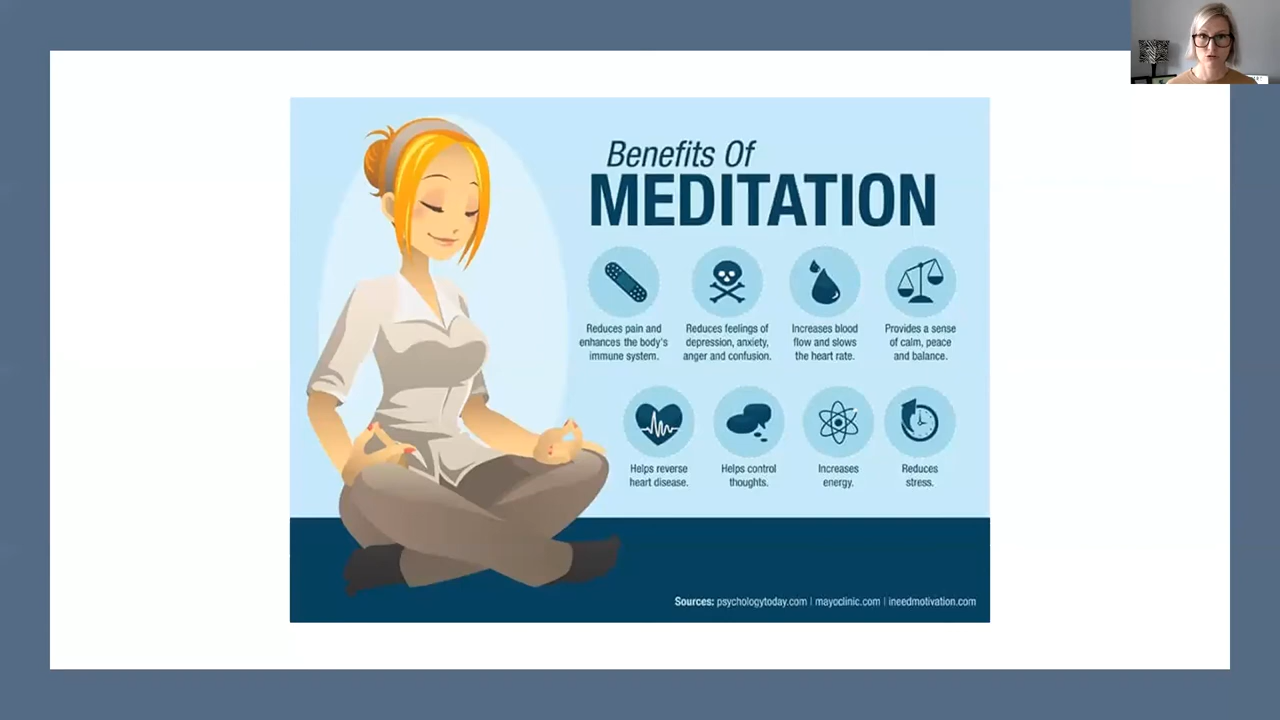 Benefits Of
MEDITATION
Reduces pain and
enhances the body's
immune system.
Reduces feelings of
depression, anxiety,
anger and confusion.
Increases blood
flow and slows
the heart rate.
Provides a sense
of calm, peace
and balance.
Helps reverse
heart disease.
Helps control
thoughts.
Increases
energy.
Reduces
stress.
Sources: psychologytoday.com | mayoclinic.com | ineedmotivation.com